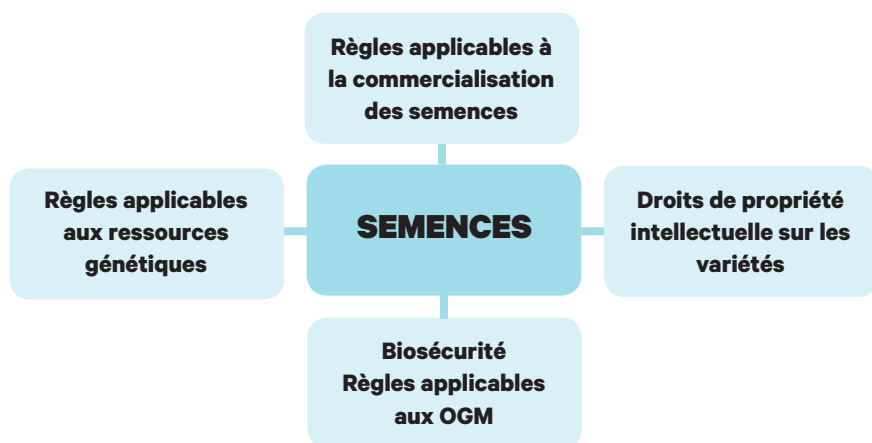 Règles applicables à
la commercialisation
des semences
Règles applicables
aux ressources
génétiques
SEMENCES
Droits de propriété
intellectuelle sur les
variétés
Biosécurité
Règles applicables
aux OGM